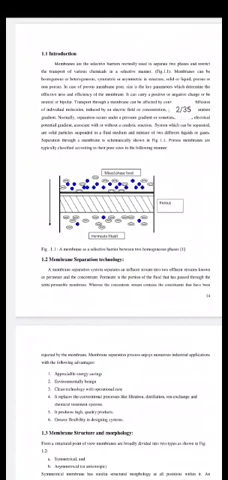 1.1 Introduction
Membranes are the selective barriers normally used to separate two phases and restrict
the transport of various chemicals in a selective manner. (Fig.1.1). Membranes can be
homogenous or heterogeneous, symmetric or asymmetric in structure, solid or liquid, porous or
non porous. In case of porous membrane pore, size is the key parameters which determine the
effective area and efficiency of the membrane. It can carry a positive or negative charge or be
neutral or bipolar. Transport through a membrane can be affected by diffusion
2/35
of individual molecules, induced by an electric field or concentration,
gradient. Normally, separation occurs under a pressure gradient or electrical
potential gradient, associate with or without a catalytic reaction. System which can be separated,
are solid particles suspended in a fluid medium and mixture of two different liquids or gases.
Separation through a membrane is schematically shown in Fig 1.1. Porous membranes are
typically classified according to their pore sizes in the following manner
Mixed phase feed
Permeate fluid
Fig. 1.1: A membrane as a selective barrier between two homogeneous phases [1]
1.2 Membrane Separation technology:
A membrane separation system separates an influent stream into two effluent streams known
as permeate and the concentrate. Permeate is the portion of the fluid that has passed through the
semi-permeable membrane. Whereas the concentrate stream contains the constituents that have been
14
rejected by the membrane. Membrane separation process enjoys numerous industrial applications
with the following advantages:
1. Appreciable energy savings
2. Environmentally benign
3. Clean technology with operational ease
4. It replaces the conventional processes like filtration, distillation, ion-exchange and
chemical treatment systems.
5. It produces high, quality products.
6. Greater flexibility in designing systems.
1.3 Membrane Structure and morphology:
From a structural point of view membranes are broadly divided into two types as shown in Fig
1.2.
a. Symmetrical; and
b. Asymmetrical (or anisotropic)
Symmetrical membrane has similar structural morphology at all positions within it. An